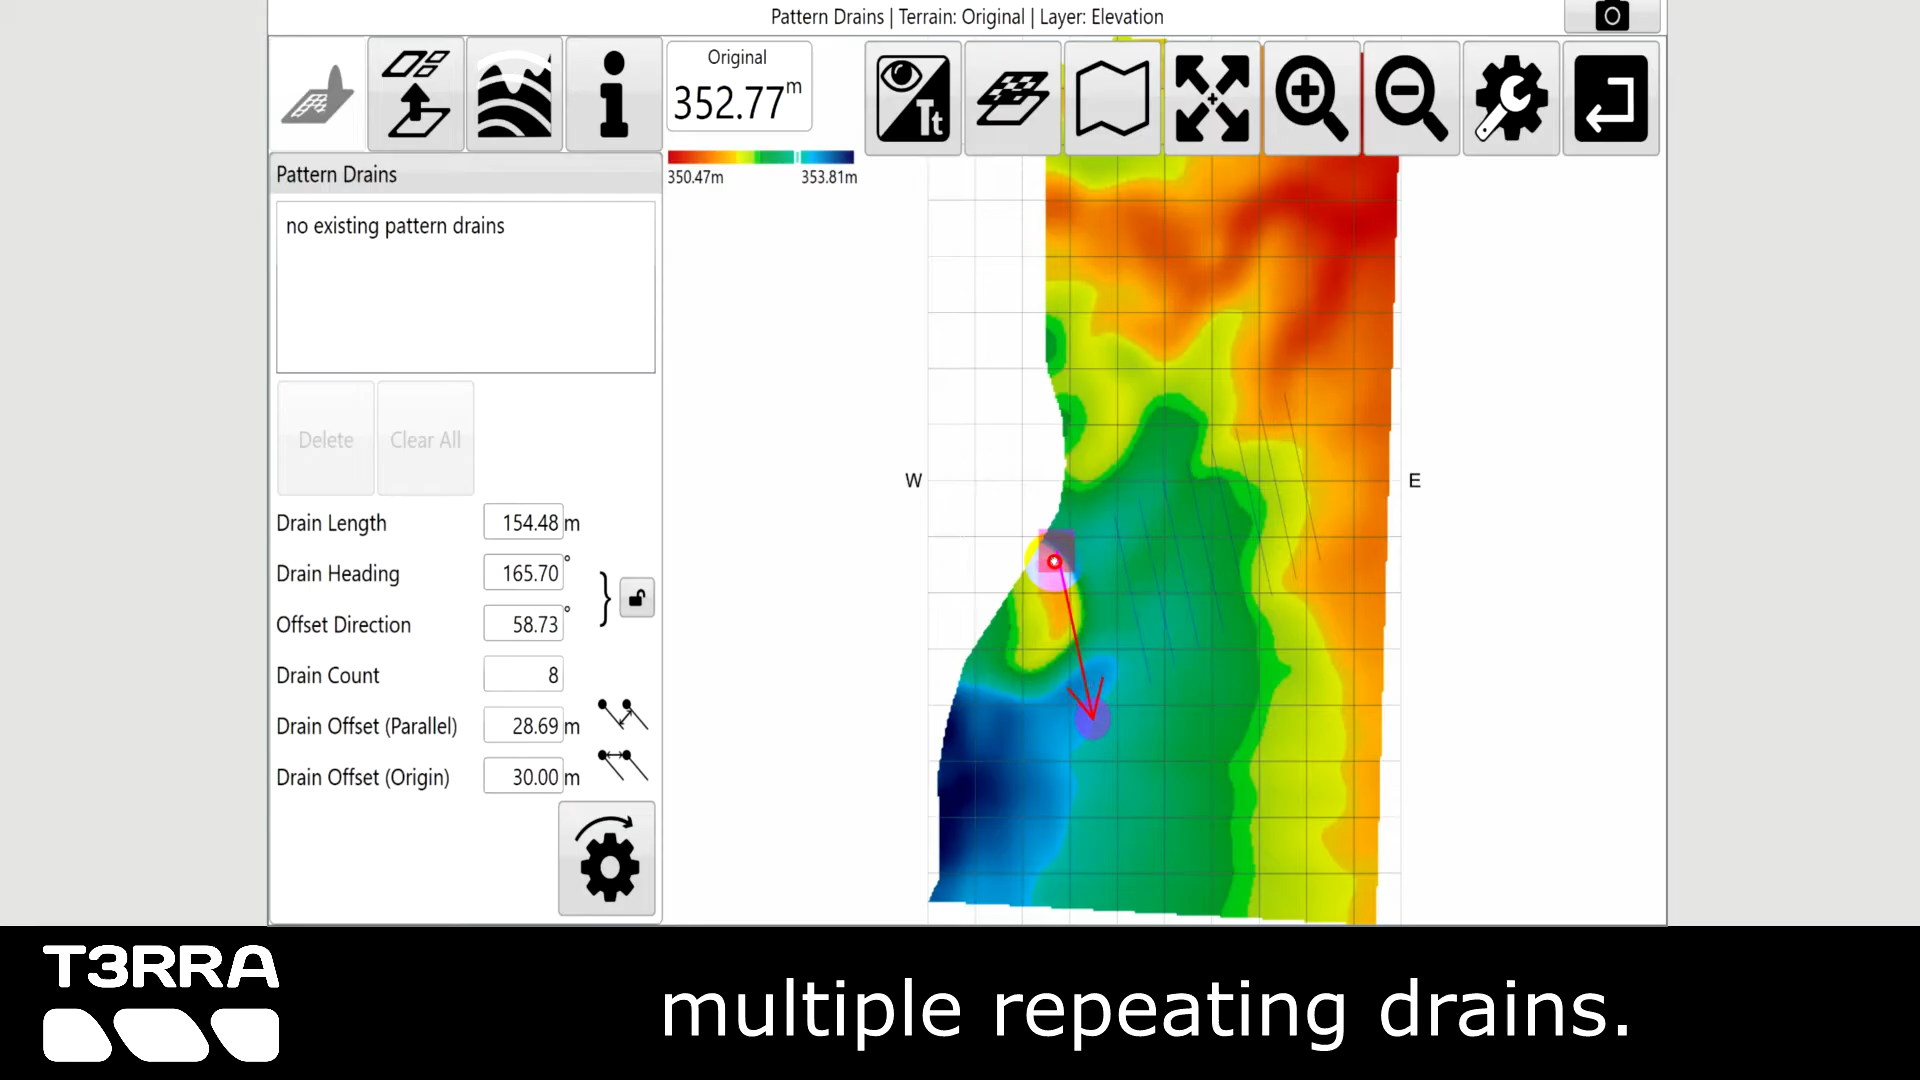 Pattern Drains | Terrain: Original | Layer: Elevation
Original
352.77m
Tt
350.47m 353.81m
Pattern Drains
no existing pattern drains
Delete Clear All
Drain Length 154.48 m
Drain Heading 165.70 °
Offset Direction 58.73 °
Drain Count 8
Drain Offset (Parallel) 28.69 m
Drain Offset (Origin) 30.00 m
W E
T3RRA
multiple repeating drains.